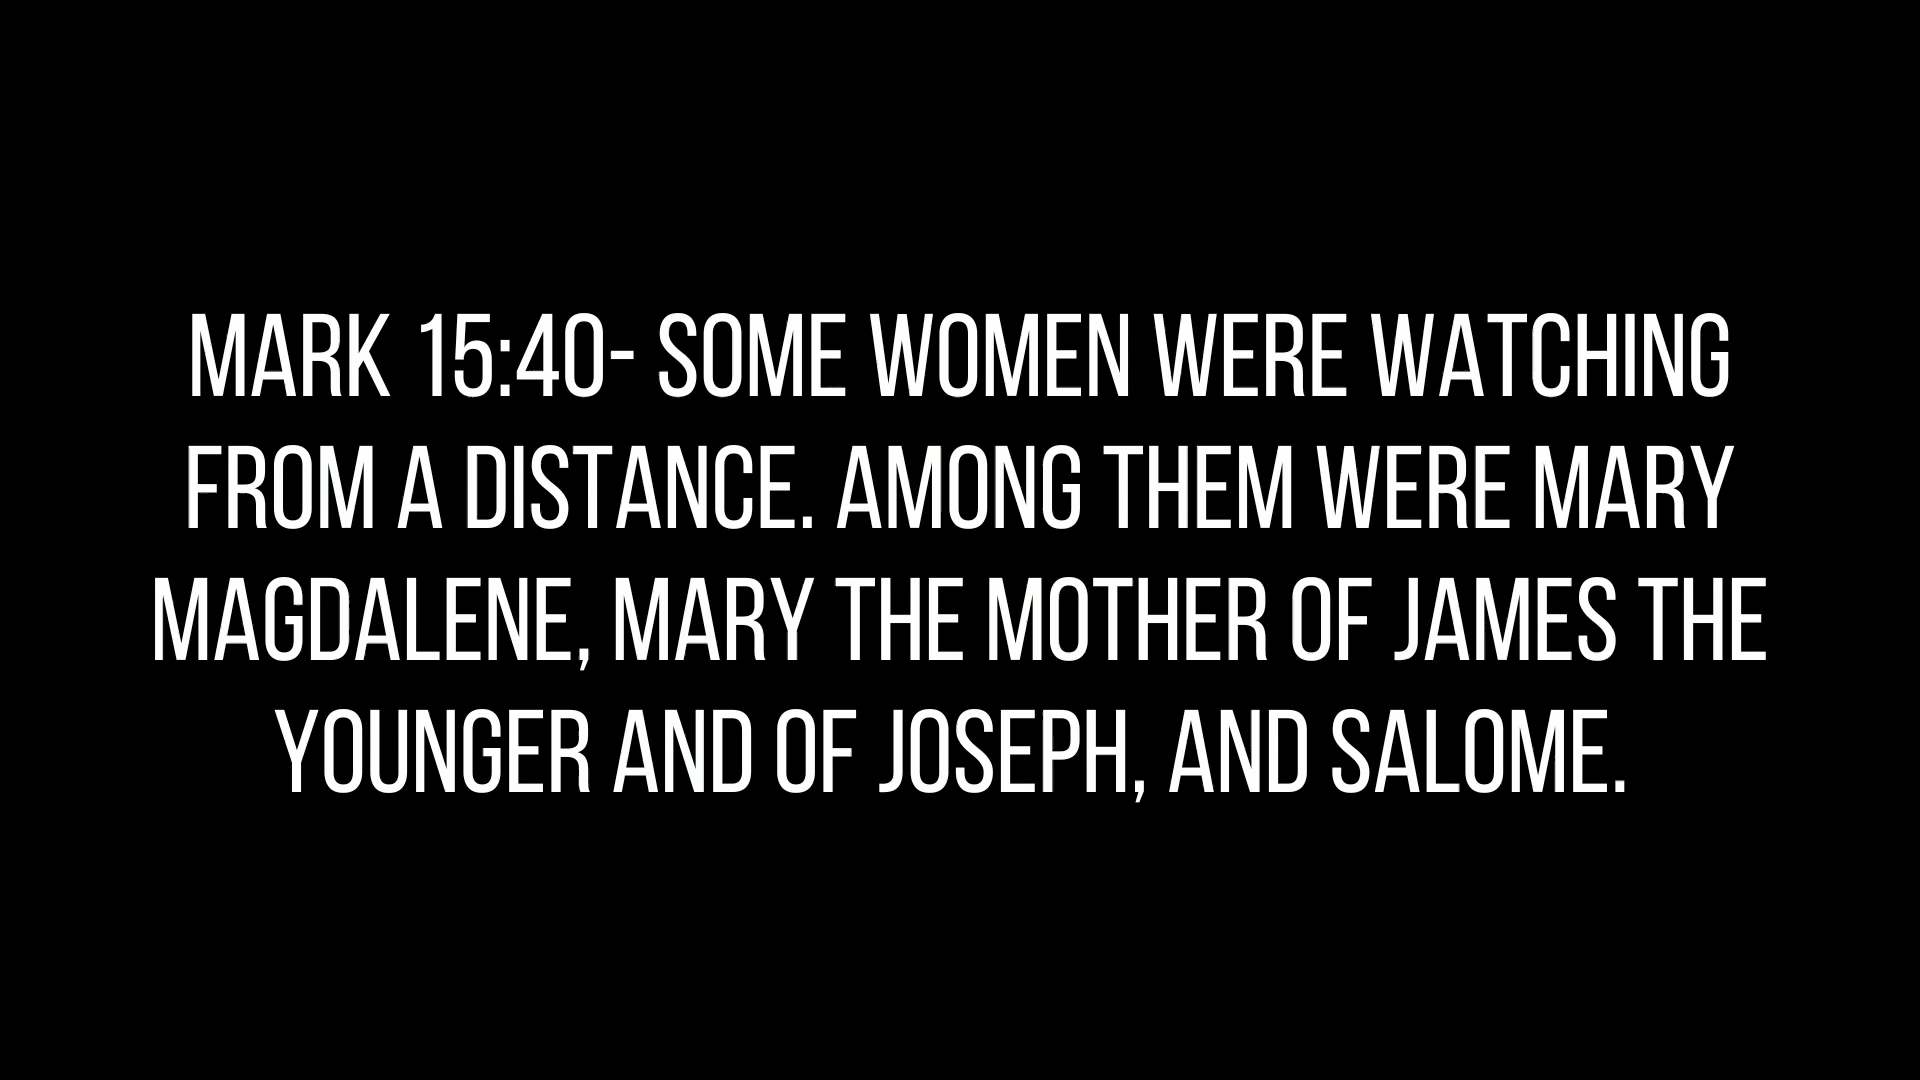 MARK 15:40- SOME WOMEN WERE WATCHING
FROM A DISTANCE. AMONG THEM WERE MARY
MAGDALENE, MARY THE MOTHER OF JAMES THE
YOUNGER AND OF JOSEPH, AND SALOME.